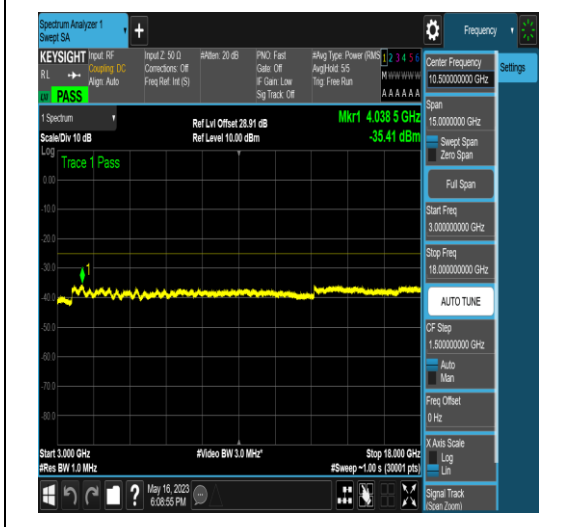 Spectrum Analyzer 1
Swept SA
+
Frequency
KEYSIGHT
RL
Input: RF
Coupling: DC
Align: Auto
Input Z: 50 Ω
Corrections: Off
Freq Ref: Int (S)
#Atten: 20 dB
PNO: Fast
Gate: Off
IF Gain: Low
Sig Track: Off
#Avg Type: Power (RMS
Avg|Hold: 5/5
Trig: Free Run
1 2 3 4 5 6
M W W W W W
A A A A A A
PASS
1 Spectrum
Scale/Div 10 dB
Ref Lvl Offset 28.91 dB
Ref Level 10.00 dBm
Mkr1 4.038 5 GHz
-35.41 dBm
Log
Trace 1 Pass
0.00
-10.0
-20.0
-30.0
-40.0
-50.0
-60.0
-70.0
-80.0
1
Start 3.000 GHz
#Res BW 1.0 MHz
#Video BW 3.0 MHz*
Stop 18.000 GHz
#Sweep ~1.00 s (30001 pts)
May 16, 2023
6:08:55 PM
?
Center Frequency
10.500000000 GHz
Settings
Span
15.0000000 GHz
Swept Span
Zero Span
Full Span
Start Freq
3.000000000 GHz
Stop Freq
18.000000000 GHz
AUTO TUNE
CF Step
1.500000000 GHz
Auto
Man
Freq Offset
0 Hz
X Axis Scale
Log
Lin
Signal Track
(Span Zoom)